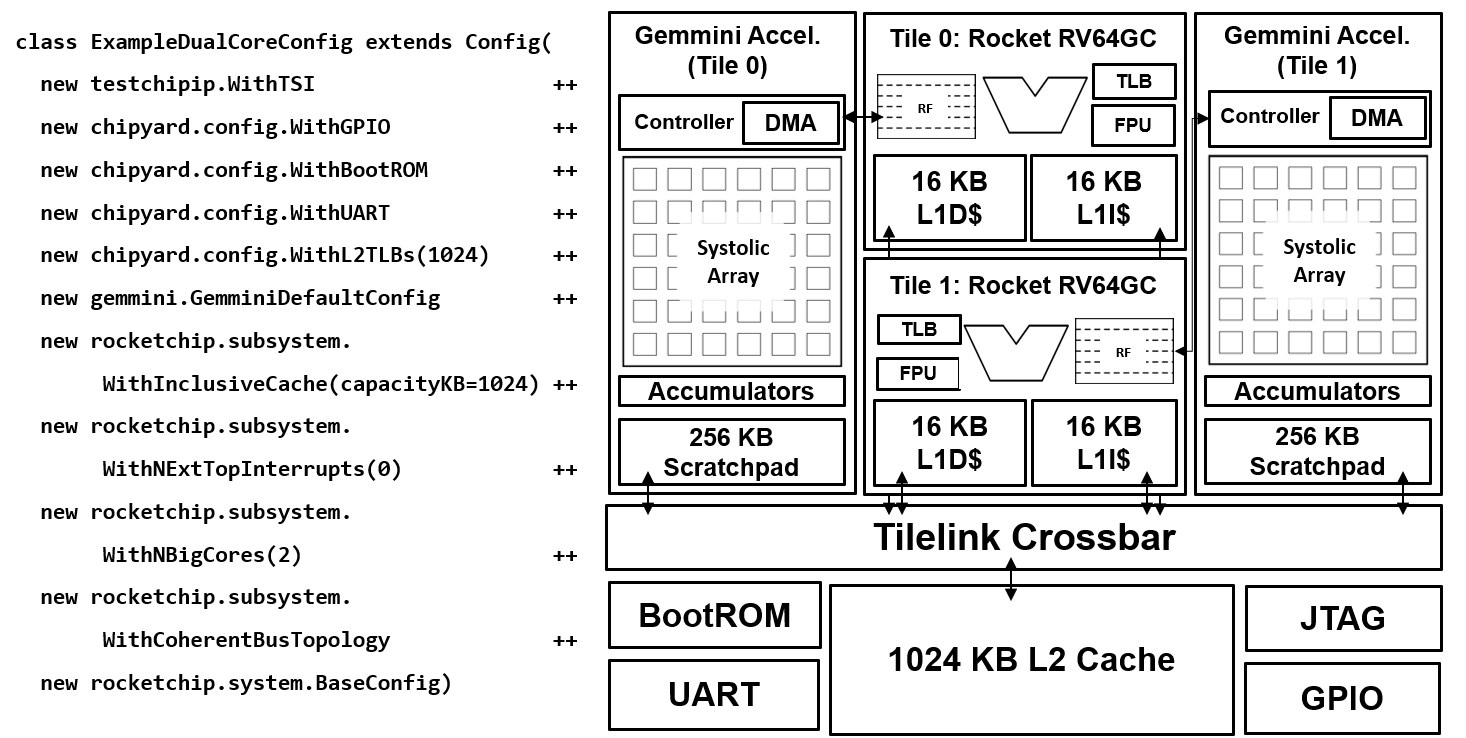 class ExampleDualCoreConfig extends Config(
new testchipip.WithTSI ++
new chipyard.config.WithGPIO ++
new chipyard.config.WithBootROM ++
new chipyard.config.WithUART ++
new chipyard.config.WithL2TLBs(1024) ++
new gemmini.GemminiDefaultConfig ++
new rocketchip.subsystem.
WithInclusiveCache(capacityKB=1024) ++
new rocketchip.subsystem.
WithNExtTopInterrupts(0) ++
new rocketchip.subsystem.
WithNBigCores(2) ++
new rocketchip.subsystem.
WithCoherentBusTopology ++
new rocketchip.system.BaseConfig)
Gemmini Accel.
(Tile 0)
Controller
DMA
Systolic
Array
Accumulators
256 KB
Scratchpad
Tile 0: Rocket RV64GC
RF
TLB
FPU
16 KB
L1D$
16 KB
L1I$
Tile 1: Rocket RV64GC
TLB
FPU
RF
16 KB
L1D$
16 KB
L1I$
Gemmini Accel.
(Tile 1)
Controller
DMA
Systolic
Array
Accumulators
256 KB
Scratchpad
Tilelink Crossbar
BootROM
UART
1024 KB L2 Cache
JTAG
GPIO